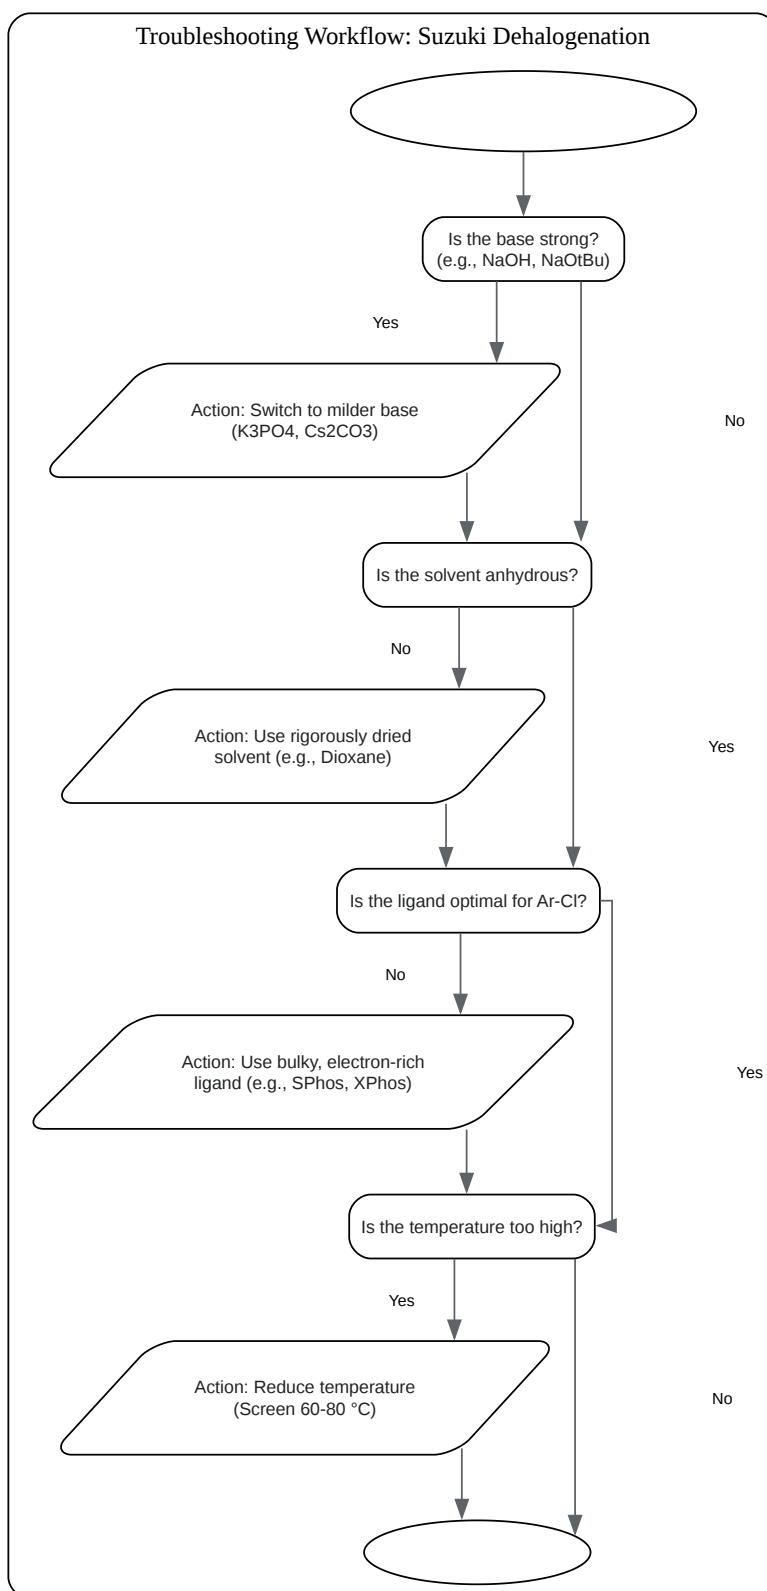 Troubleshooting Workflow: Suzuki Dehalogenation
Is the base strong?
(e.g., NaOH, NaOtBu)
Yes
Action: Switch to milder base
(K3PO4, Cs2CO3)
No
Is the solvent anhydrous?
No
Action: Use rigorously dried
solvent (e.g., Dioxane)
Yes
Is the ligand optimal for Ar-Cl?
No
Action: Use bulky, electron-rich
ligand (e.g., SPhos, XPhos)
Yes
Is the temperature too high?
Yes
Action: Reduce temperature
(Screen 60-80 °C)
No